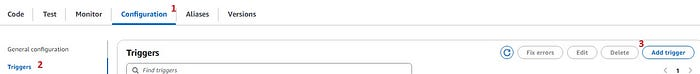 Code Test Monitor Configuration 1 Aliases Versions
General configuration
Triggers 2
Triggers
Fix errors Edit Delete 3 Add trigger
Find triggers
1